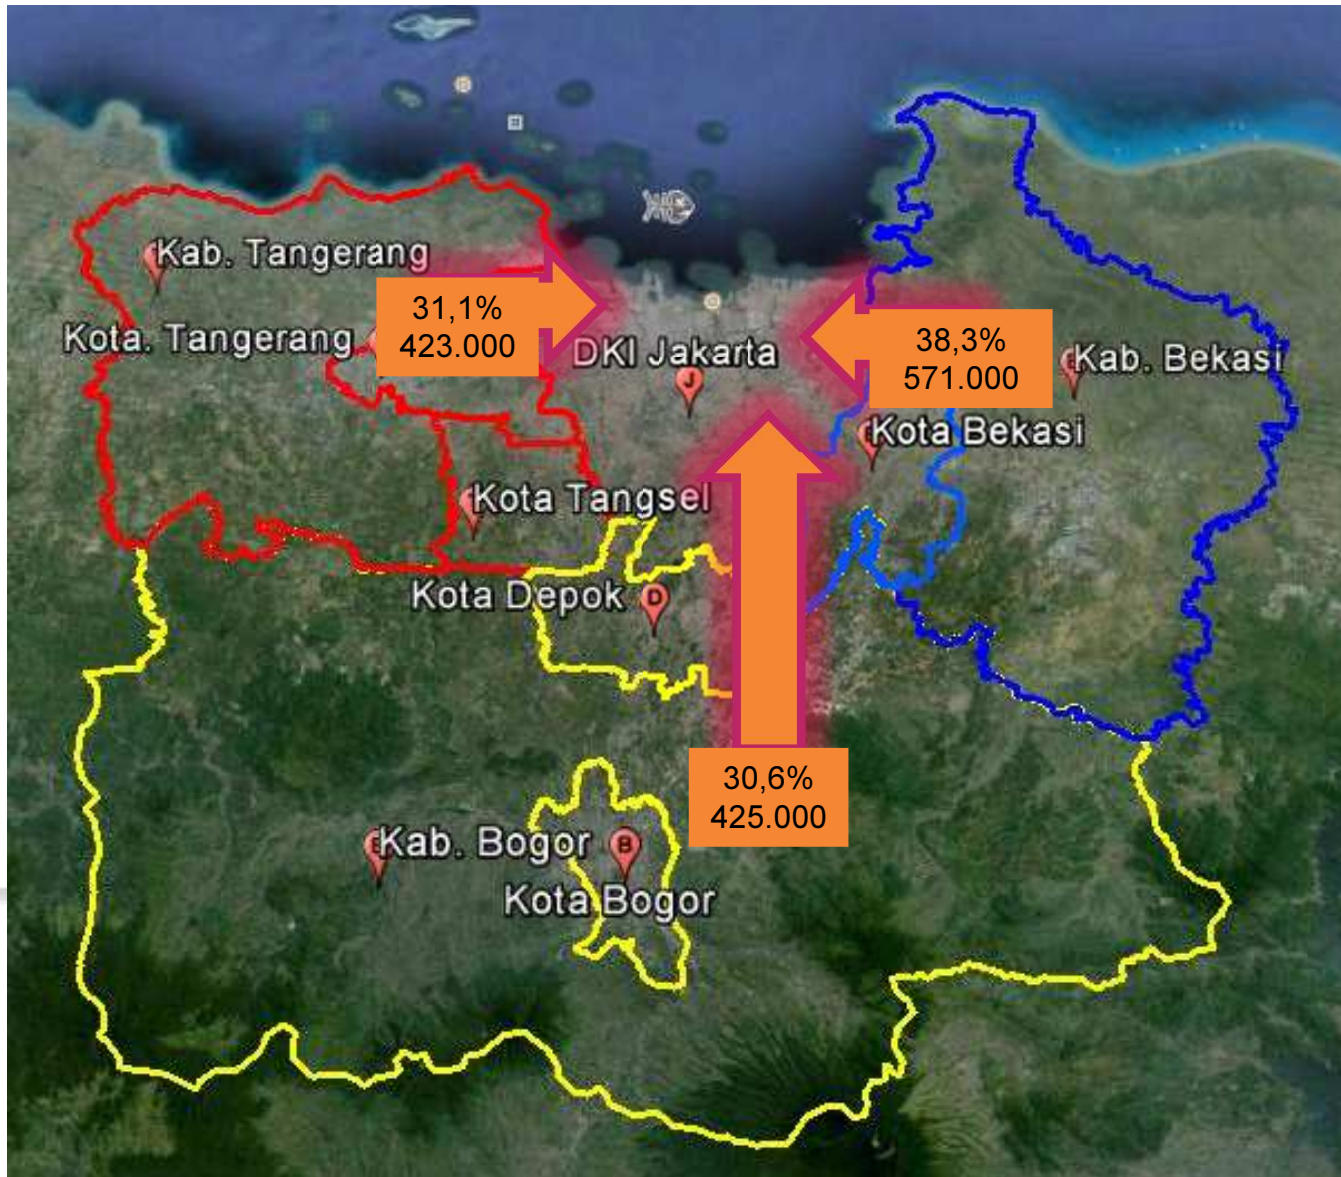 Kab. Tangerang
31,1%
423.000
Kota. Tangerang
DKI Jakarta
J
38,3%
571.000
Kab. Bekasi
Kota Bekasi
Kota Tangsel
Kota Depok
D
30,6%
425.000
Kab. Bogor
B
Kota Bogor